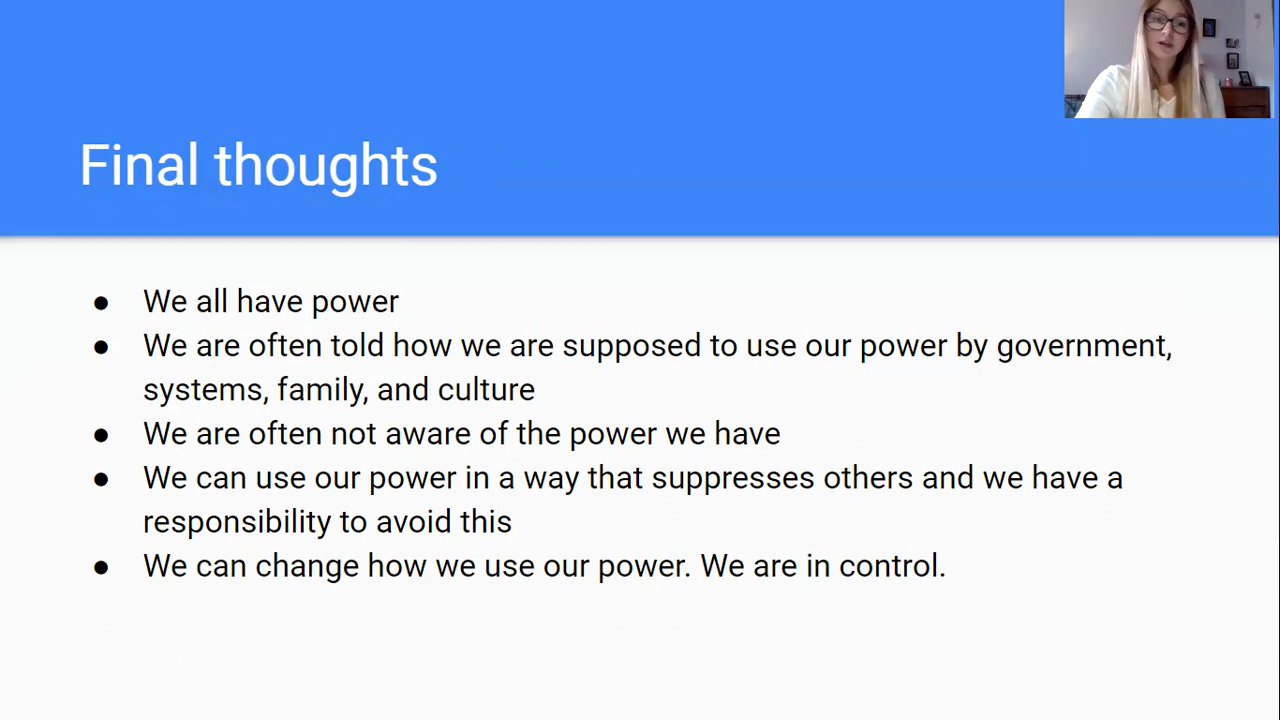 Final thoughts
● We all have power
● We are often told how we are supposed to use our power by government,
systems, family, and culture
● We are often not aware of the power we have
● We can use our power in a way that suppresses others and we have a
responsibility to avoid this
● We can change how we use our power. We are in control.